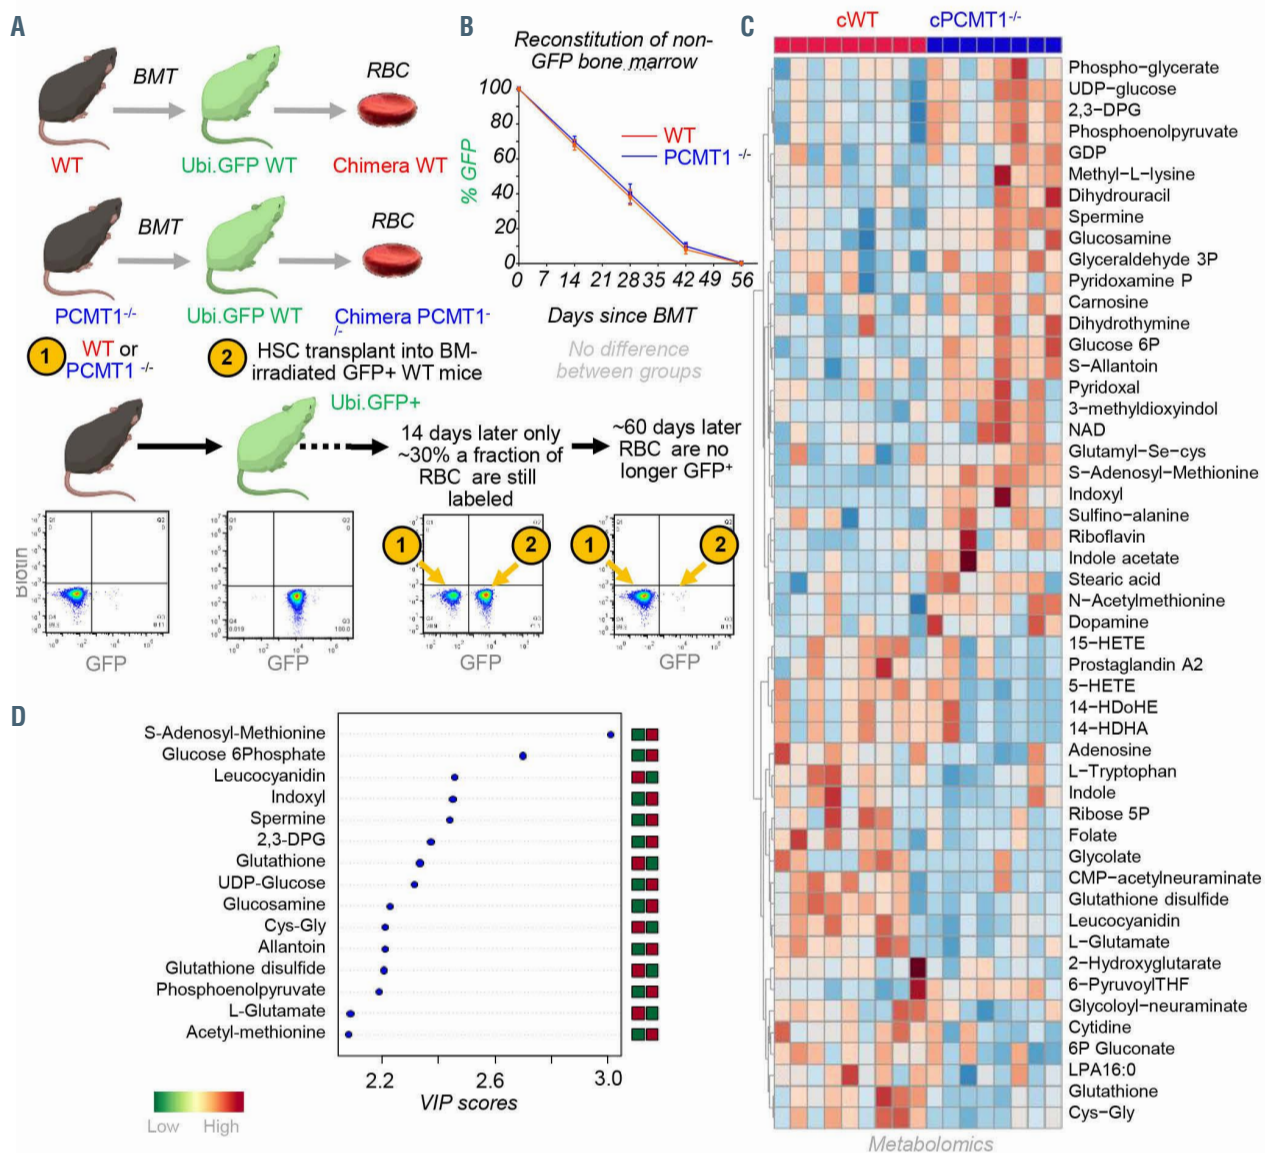 A
BMT
RBC
WT
Ubi.GFP WT
Chimera WT
BMT
RBC
PCMT1-/-
Ubi.GFP WT
Chimera PCMT1-
/-
1
WT or
PCMT1 -/-
2
HSC transplant into BM-
irradiated GFP+ WT mice
Ubi.GFP+
14 days later only
~30% a fraction of
RBC are still
labeled
~60 days later
RBC are no
longer GFP+
1
2
1
2
Biotin
GFP
GFP
GFP
GFP
B
Reconstitution of non-
GFP bone marrow
% GFP
100
80
60
40
20
0
WT
PCMT1 -/-
0 7 14 21 28 35 42 49 56
Days since BMT
No difference
between groups
C
cWT
cPCMT1-/-
Phospho-glycerate
UDP-glucose
2,3-DPG
Phosphoenolpyruvate
GDP
Methyl-L-lysine
Dihydrouracil
Spermine
Glucosamine
Glyceraldehyde 3P
Pyridoxamine P
Carnosine
Dihydrothymine
Glucose 6P
S-Allantoin
Pyridoxal
3-methyldioxyindol
NAD
Glutamyl-Se-cys
S-Adenosyl-Methionine
Indoxyl
Sulfino-alanine
Riboflavin
Indole acetate
Stearic acid
N-Acetylmethionine
Dopamine
15-HETE
Prostaglandin A2
5-HETE
14-HDoHE
14-HDHA
Adenosine
L-Tryptophan
Indole
Ribose 5P
Folate
Glycolate
CMP-acetylneuraminate
Glutathione disulfide
Leucocyanidin
L-Glutamate
2-Hydroxyglutarate
6-PyruvoylTHF
Glycoloyl-neuraminate
Cytidine
6P Gluconate
LPA16:0
Glutathione
Cys-Gly
Metabolomics
D
S-Adenosyl-Methionine
Glucose 6Phosphate
Leucocyanidin
Indoxyl
Spermine
2,3-DPG
Glutathione
UDP-Glucose
Glucosamine
Cys-Gly
Allantoin
Glutathione disulfide
Phosphoenolpyruvate
L-Glutamate
Acetyl-methionine
2.2 2.6 3.0
VIP scores
Low High